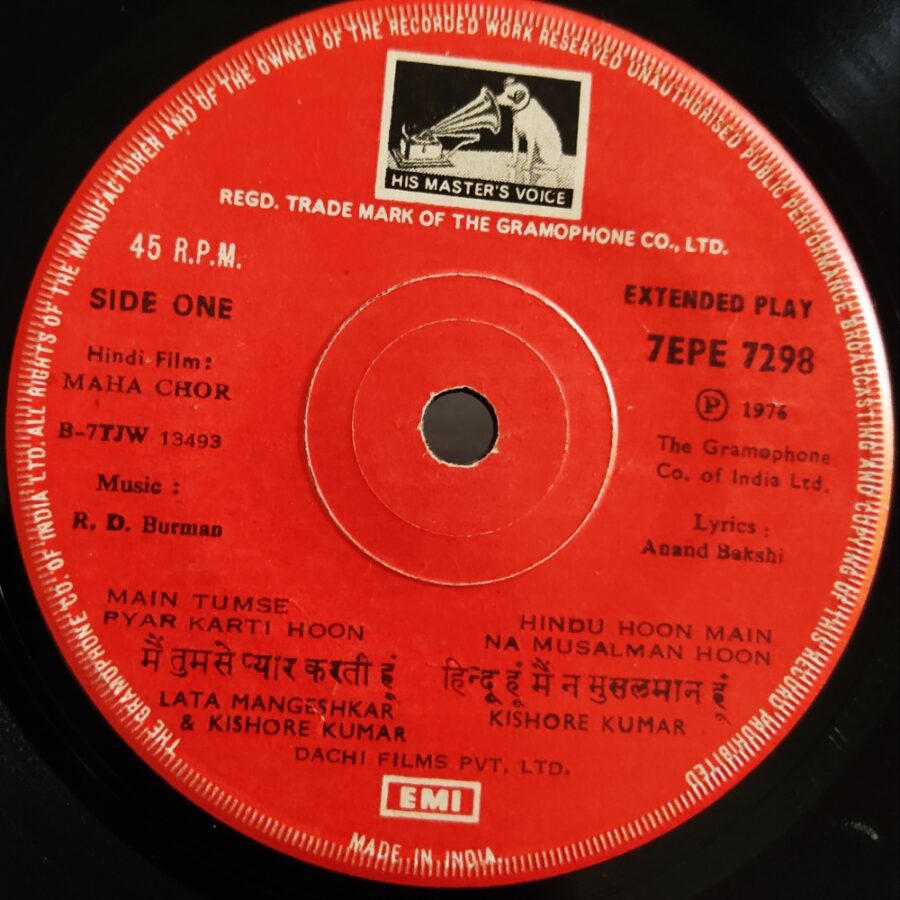 THE GRAMOPHONE CO. OF INDIA LTD. ALL RIGHTS OF THE MANUFACTURER AND OF THE OWNER OF THE RECORDED WORK RESERVED UNAUTHORISED PUBLIC PERFORMANCE BROADCASTING AND COPYING OF THIS RECORD PROHIBITED
HIS MASTER'S VOICE
REGD. TRADE MARK OF THE GRAMOPHONE CO., LTD.
45 R.P.M.
SIDE ONE
Hindi Film:
MAHA CHOR
B-7TJW 13493
Music :
R. D. Burman
EXTENDED PLAY
7EPE 7298
Ⓟ 1976
The Gramophone
Co. of India Ltd.
Lyrics :
Anand Bakshi
MAIN TUMSE
PYAR KARTI HOON
मैं तुमसे प्यार करती हूं
LATA MANGESHKAR
& KISHORE KUMAR
HINDU HOON MAIN
NA MUSALMAN HOON
हिन्दू हूं मैं न मुसलमान हूं
KISHORE KUMAR
DACHI FILMS PVT, LTD.
EMI
MADE IN INDIA.